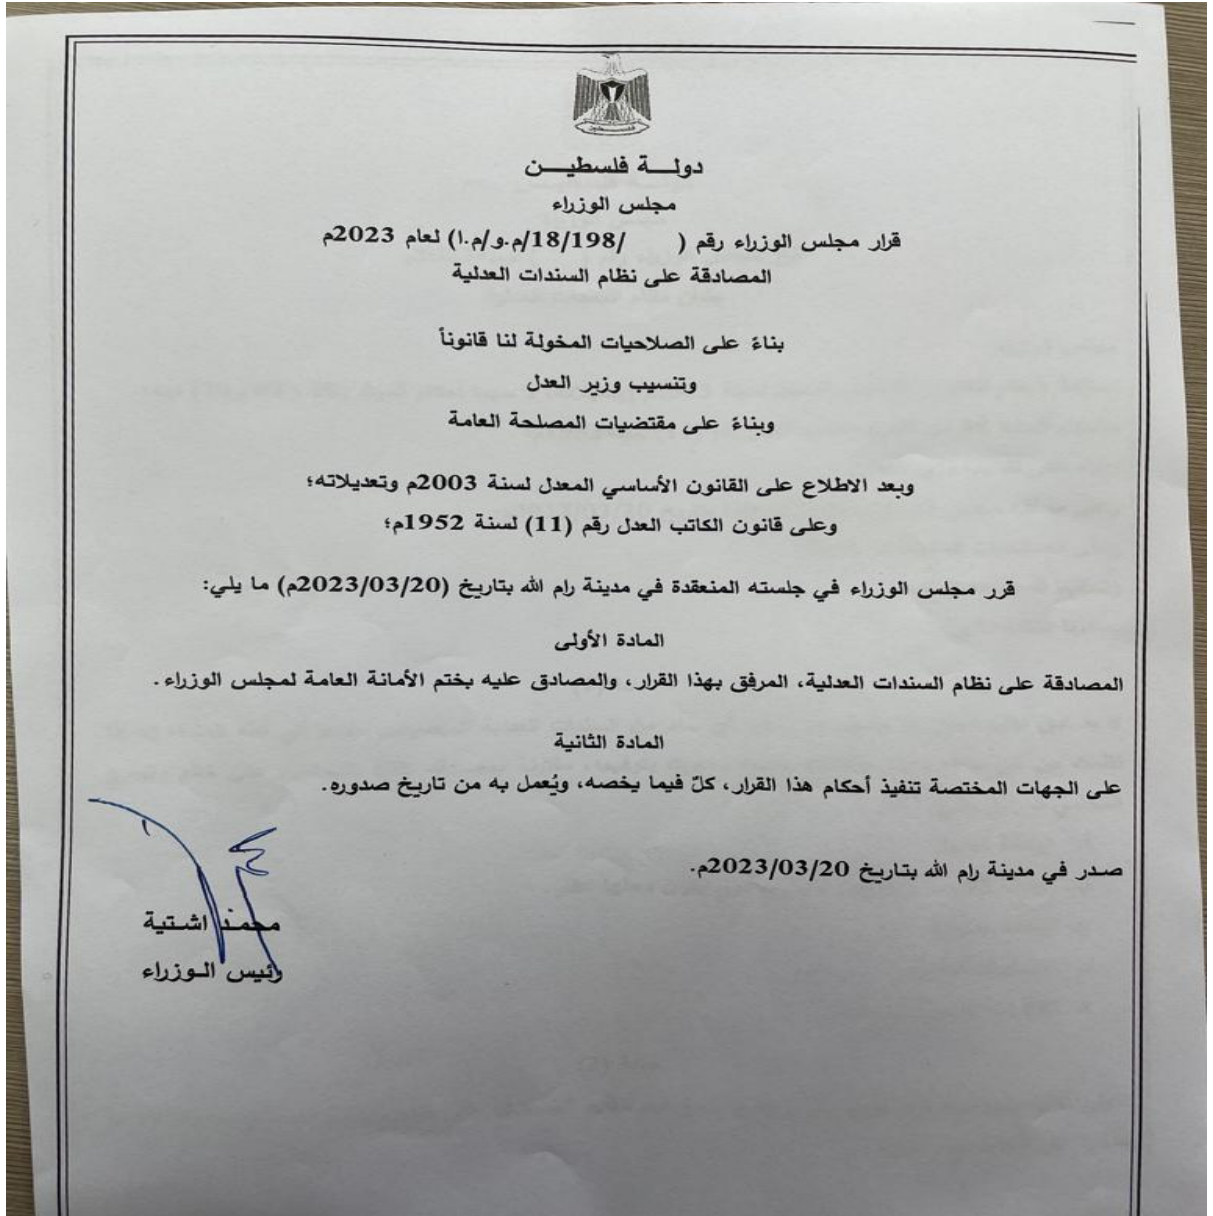 فلسطين
دولـــة فلسطيـــن
مجلس الوزراء
قرار مجلس الوزراء رقم (      /18/198/م.و/م.ا) لعام 2023م
المصادقة على نظام السندات العدلية
بناءً على الصلاحيات المخولة لنا قانوناً
وتنسيب وزير العدل
وبناءً على مقتضيات المصلحة العامة
وبعد الاطلاع على القانون الأساسي المعدل لسنة 2003م وتعديلاته؛
وعلى قانون الكاتب العدل رقم (11) لسنة 1952م؛
قرر مجلس الوزراء في جلسته المنعقدة في مدينة رام الله بتاريخ (2023/03/20م) ما يلي:
المادة الأولى
المصادقة على نظام السندات العدلية، المرفق بهذا القرار، والمصادق عليه بختم الأمانة العامة لمجلس الوزراء.
المادة الثانية
على الجهات المختصة تنفيذ أحكام هذا القرار، كلّ فيما يخصه، ويُعمل به من تاريخ صدوره.
صـدر في مدينة رام الله بتاريخ 2023/03/20م.
محمـد اشـتية
رئيس الـوزراء